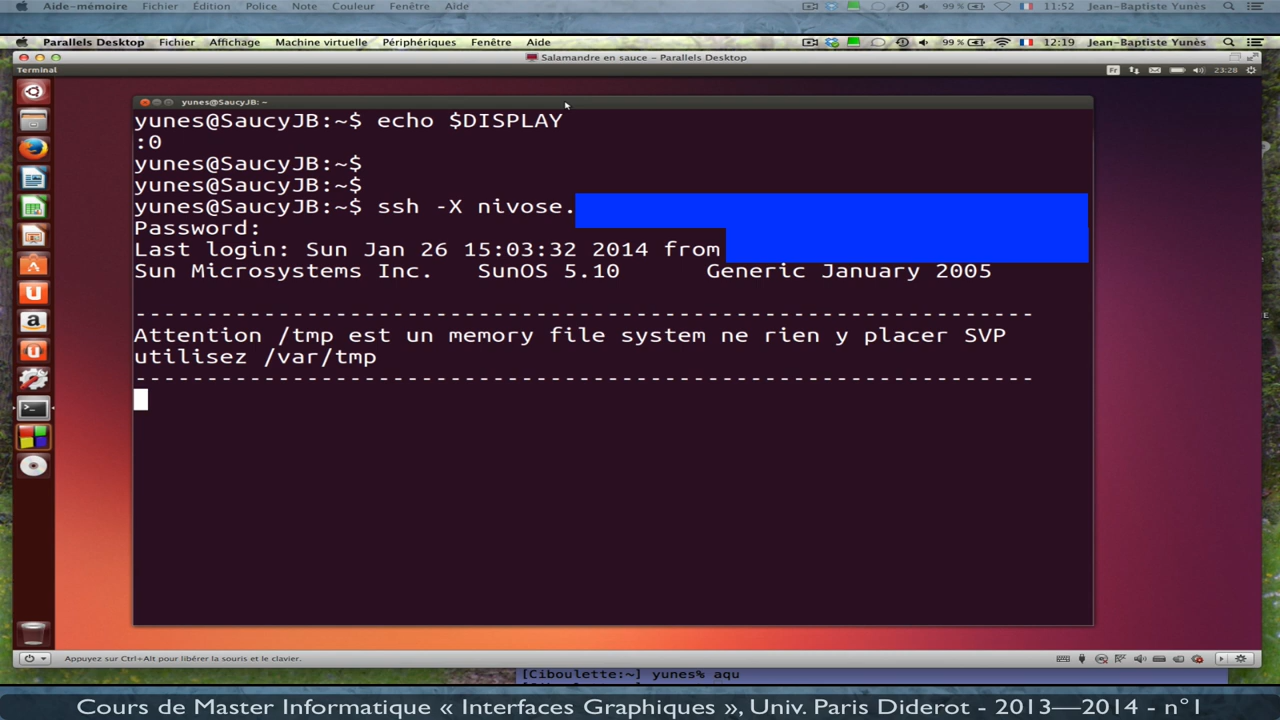 Aide-mémoire Fichier Édition Police Note Couleur Fenêtre Aide 99 % 11:52 Jean-Baptiste Yunès
Parallels Desktop Fichier Affichage Machine virtuelle Périphériques Fenêtre Aide 99 % 12:19 Jean-Baptiste Yunès
Salamandre en sauce – Parallels Desktop
Terminal Fr 23:28
yunes@SaucyJB: ~
yunes@SaucyJB:~$ echo $DISPLAY
:0
yunes@SaucyJB:~$
yunes@SaucyJB:~$
yunes@SaucyJB:~$ ssh -X nivose.
Password:
Last login: Sun Jan 26 15:03:32 2014 from
Sun Microsystems Inc. SunOS 5.10 Generic January 2005
---------------------------------------------------------------
Attention /tmp est un memory file system ne rien y placer SVP
utilisez /var/tmp
---------------------------------------------------------------
Appuyez sur Ctrl+Alt pour libérer la souris et le clavier.
[Ciboulette:~] yunes% aqu
Cours de Master Informatique « Interfaces Graphiques », Univ. Paris Diderot - 2013—2014 - n°1